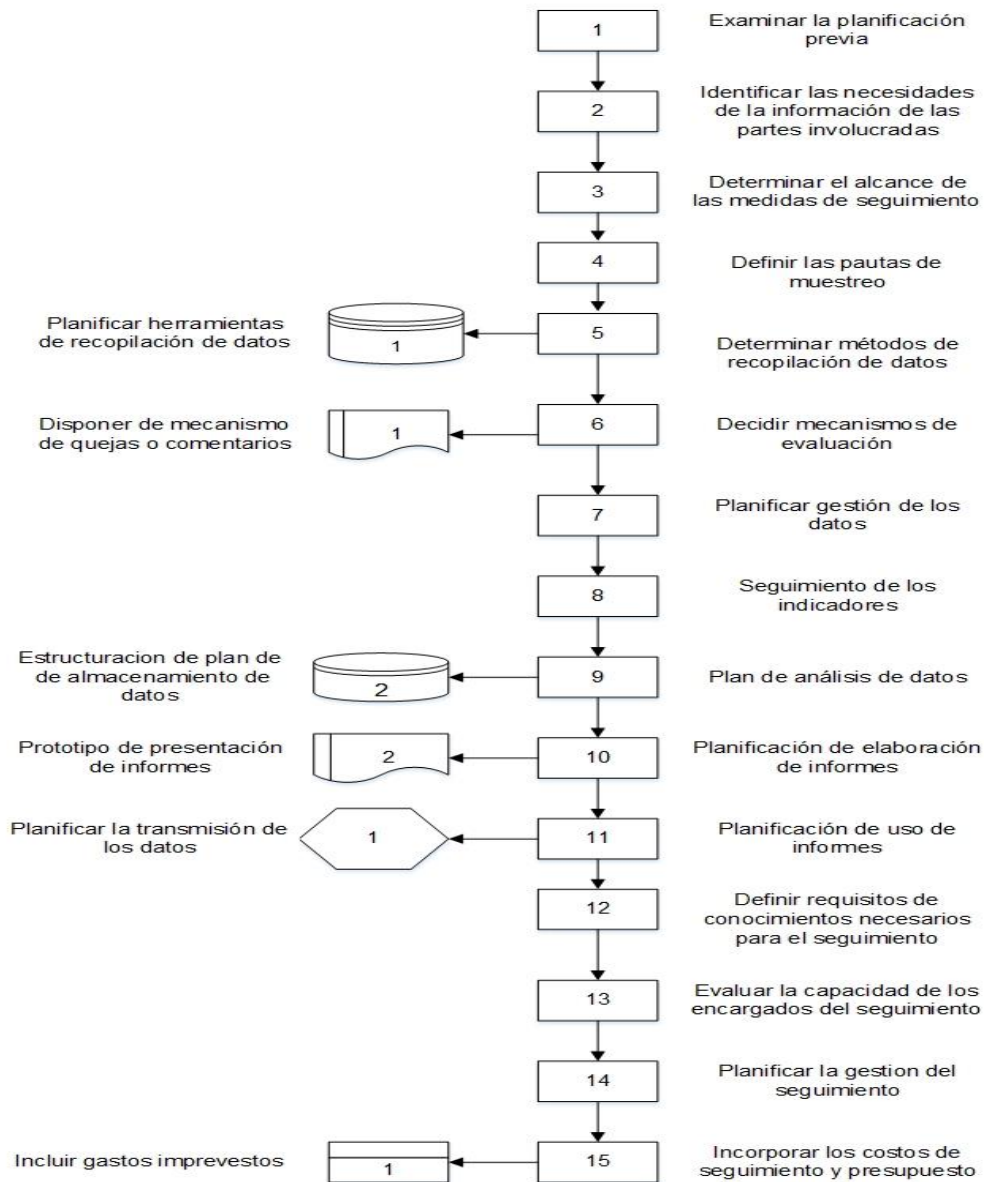 1
Examinar la planificación
previa
2
Identificar las necesidades
de la información de las
partes involucradas
3
Determinar el alcance de
las medidas de seguimiento
4
Definir las pautas de
muestreo
Planificar herramientas
de recopilación de datos
1
5
Determinar métodos de
recopilación de datos
Disponer de mecanismo
de quejas o comentarios
1
6
Decidir mecanismos de
evaluación
7
Planificar gestión de los
datos
8
Seguimiento de los
indicadores
Estructuracion de plan de
de almacenamiento de
datos
2
9
Plan de análisis de datos
Prototipo de presentación
de informes
2
10
Planificación de elaboración
de informes
Planificar la transmisión de
los datos
1
11
Planificación de uso de
informes
12
Definir requisitos de
conocimientos necesarios
para el seguimiento
13
Evaluar la capacidad de los
encargados del seguimiento
14
Planificar la gestion del
seguimiento
Incluir gastos imprevestos
1
15
Incorporar los costos de
seguimiento y presupuesto